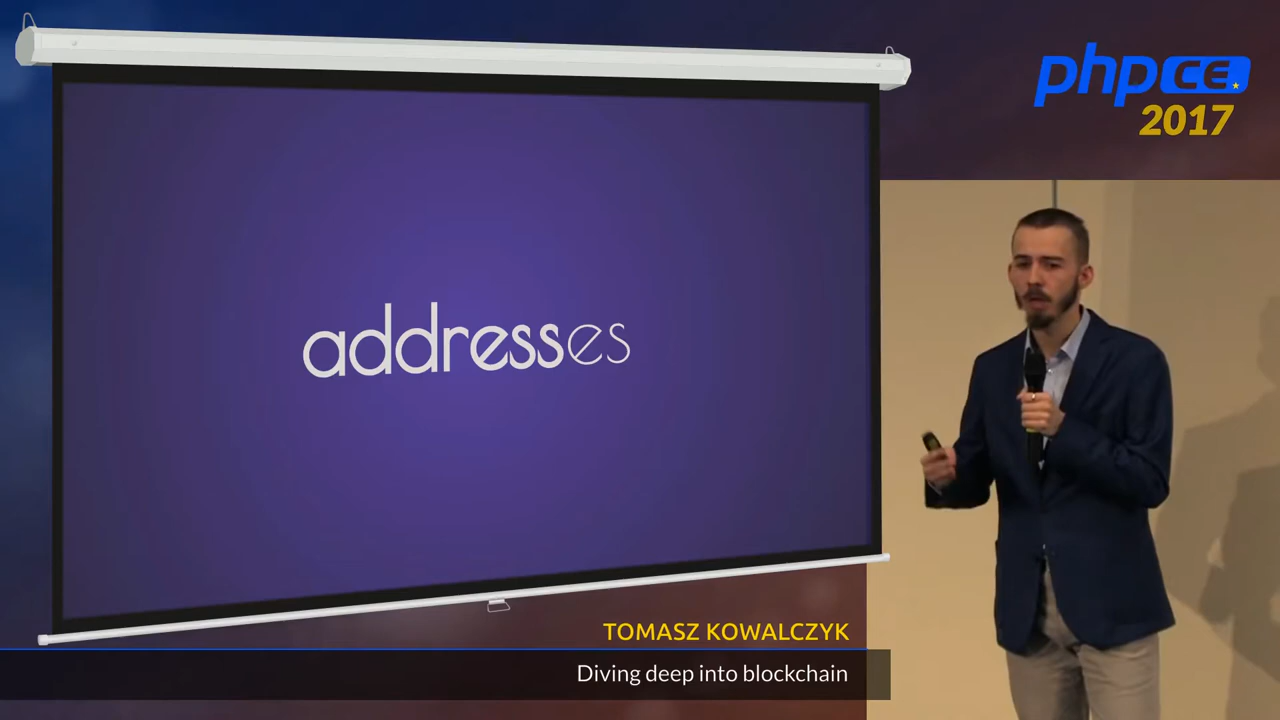 phpCE
2017
addresses
TOMASZ KOWALCZYK
Diving deep into blockchain